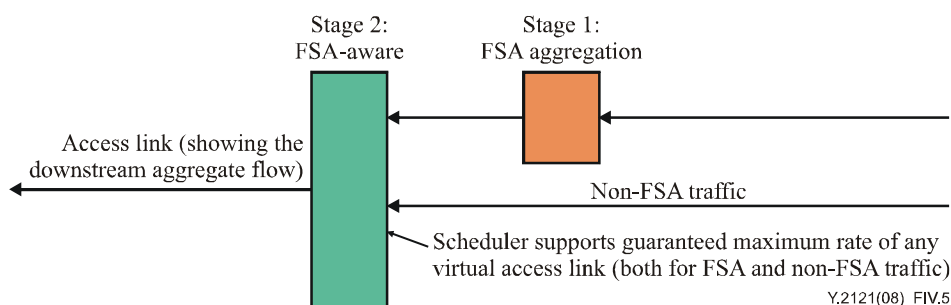 Stage 2:
FSA-aware
Stage 1:
FSA aggregation
Access link (showing the
downstream aggregate flow)
Non-FSA traffic
Scheduler supports guaranteed maximum rate of any
virtual access link (both for FSA and non-FSA traffic)
Y.2121(08)_FIV.5